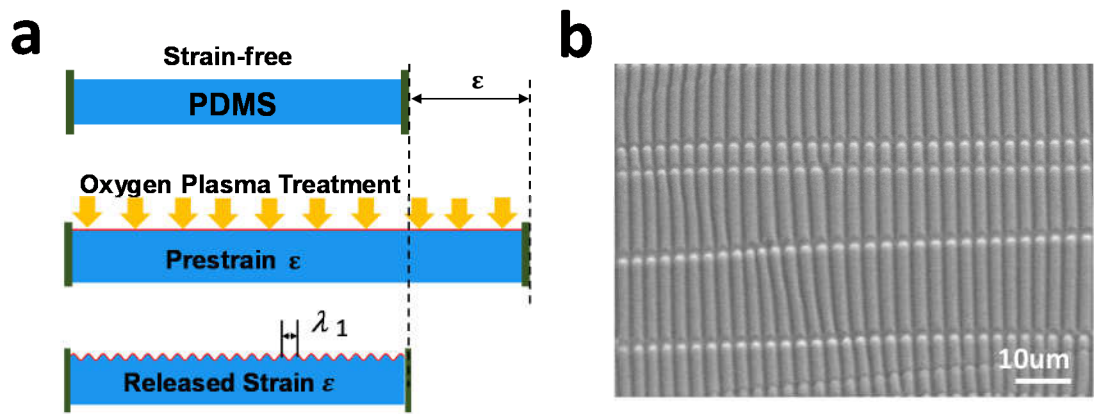 a
Strain-free
PDMS
ε
Oxygen Plasma Treatment
Prestrain ε
λ 1
Released Strain ε
b
10um